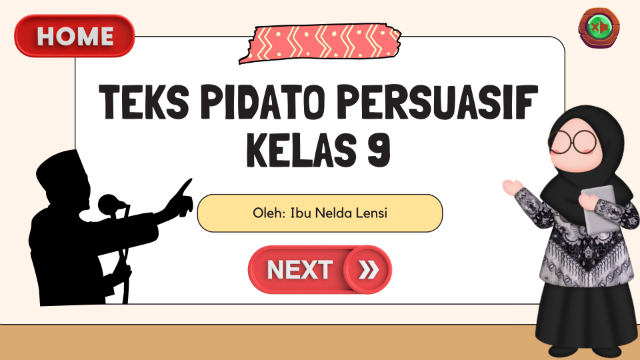 HOME
TEKS PIDATO PERSUASIF
KELAS 9
Oleh: Ibu Nelda Lensi
NEXT